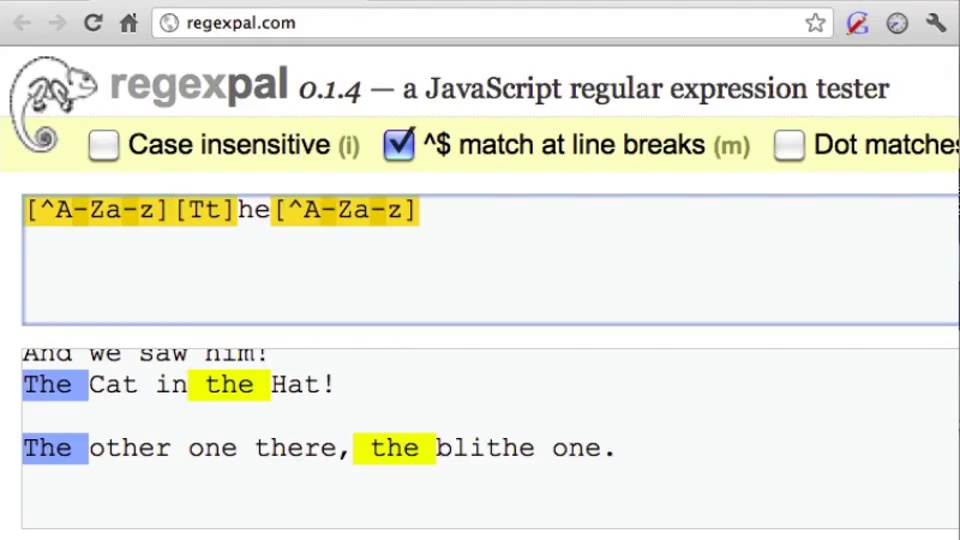 regexpal.com
regexpal 0.1.4 — a JavaScript regular expression tester
Case insensitive (i) ^$ match at line breaks (m) Dot matches
[^A-Za-z][Tt]he[^A-Za-z]
And we saw him!
The Cat in the Hat!
The other one there, the blithe one.